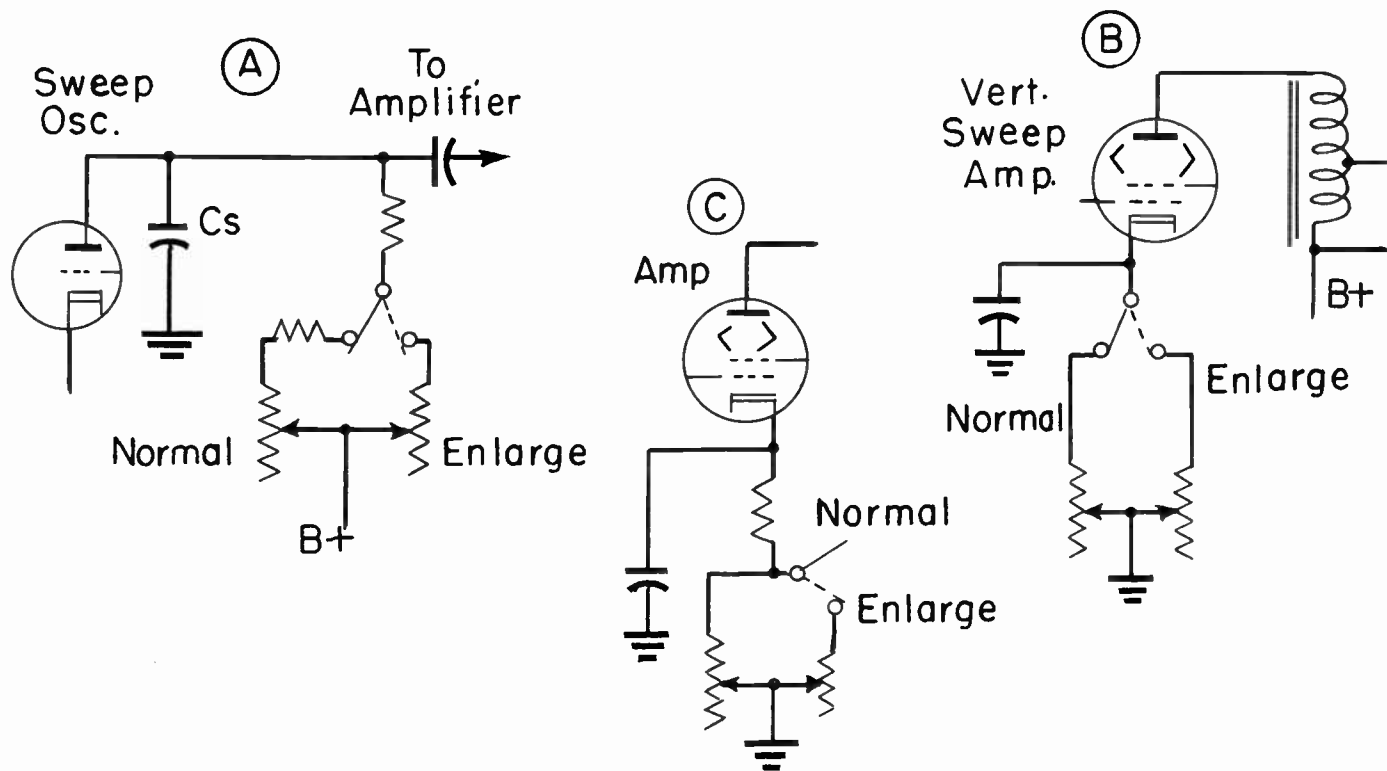 A
Sweep
Osc.
To
Amplifier
Cs
Normal
Enlarge
B+
C
Amp
Normal
Enlarge
B
Vert.
Sweep
Amp.
B+
Enlarge
Normal